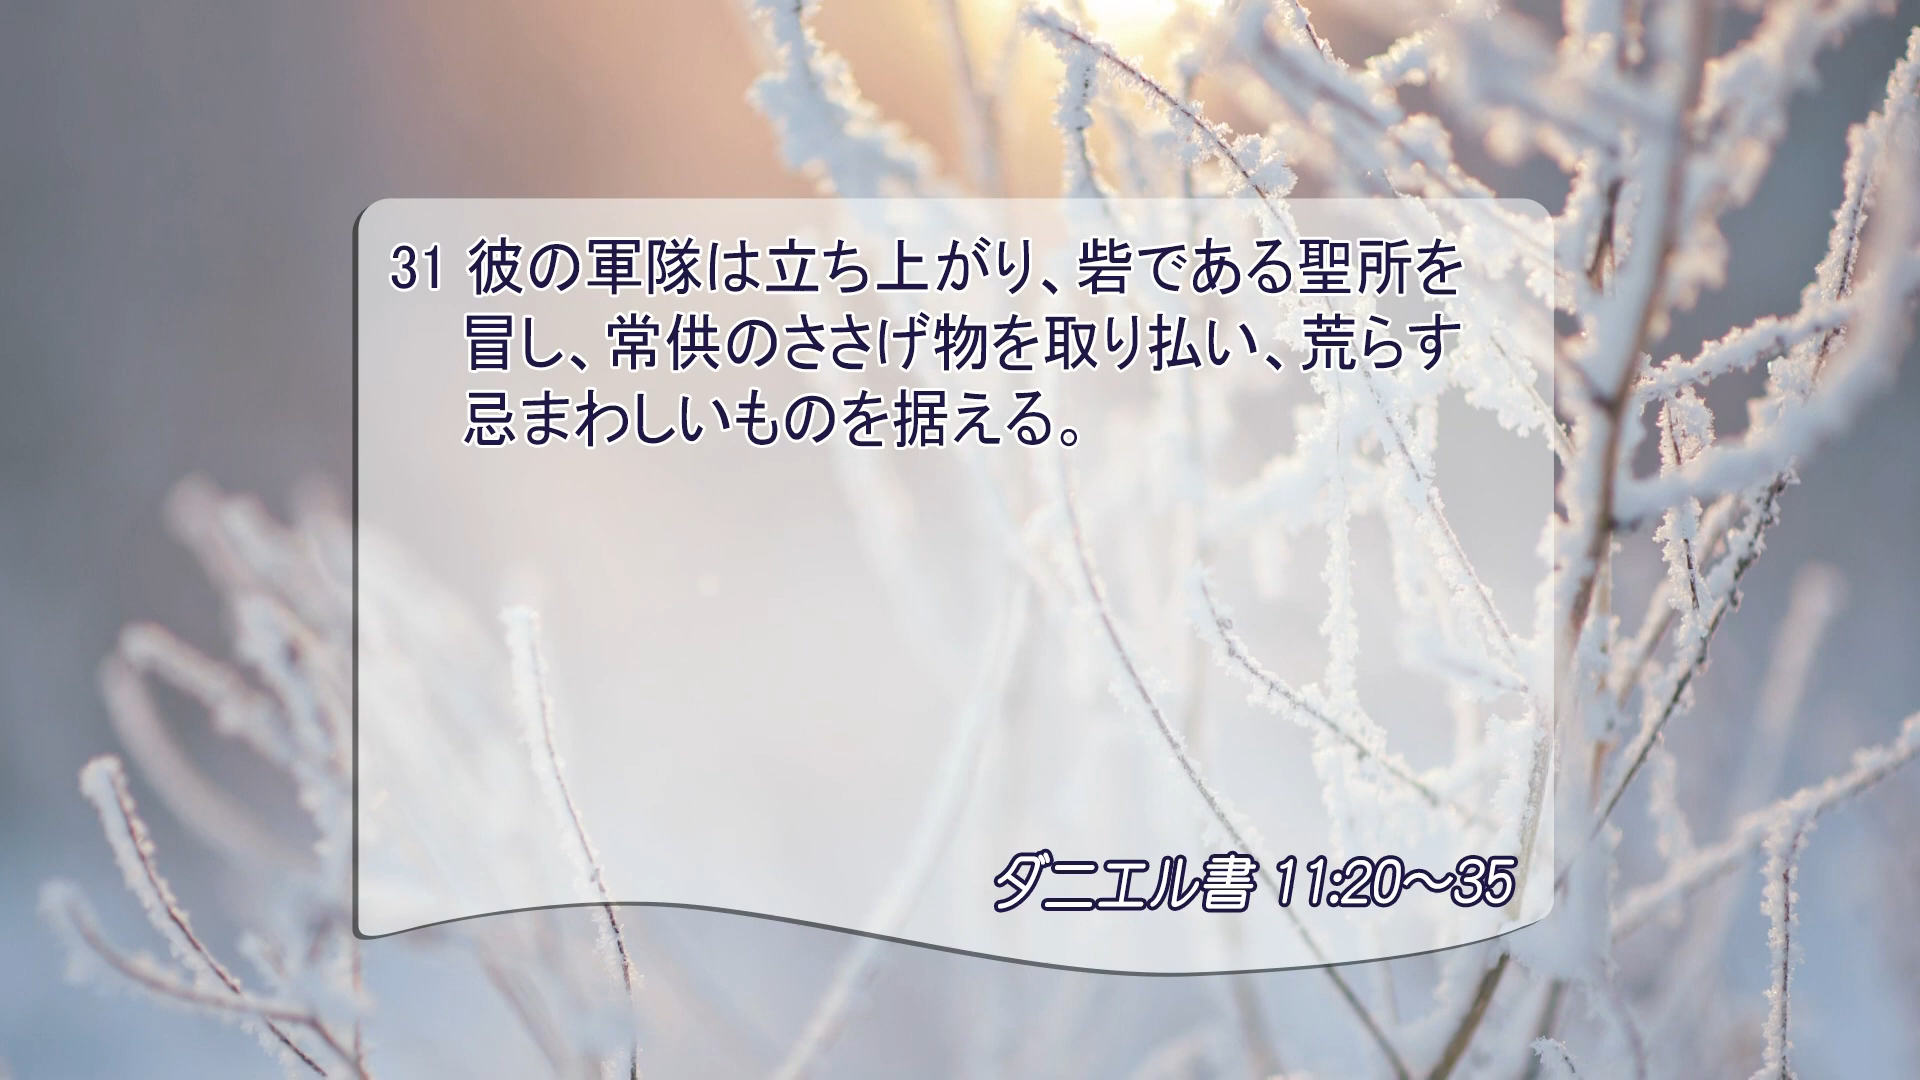 31 彼の軍隊は立ち上がり、砦である聖所を
冒し、常供のささげ物を取り払い、荒らす
忌まわしいものを据える。
ダニエル書 11:20～35